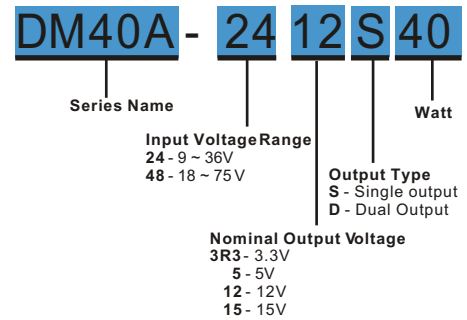 DM40A - 24 12 S 40
Series Name
Watt
Input Voltage Range
24 - 9 ~ 36V
48 - 18 ~ 75V
Output Type
S - Single output
D - Dual Output
Nominal Output Voltage
3R3 - 3.3V
5 - 5V
12 - 12V
15 - 15V